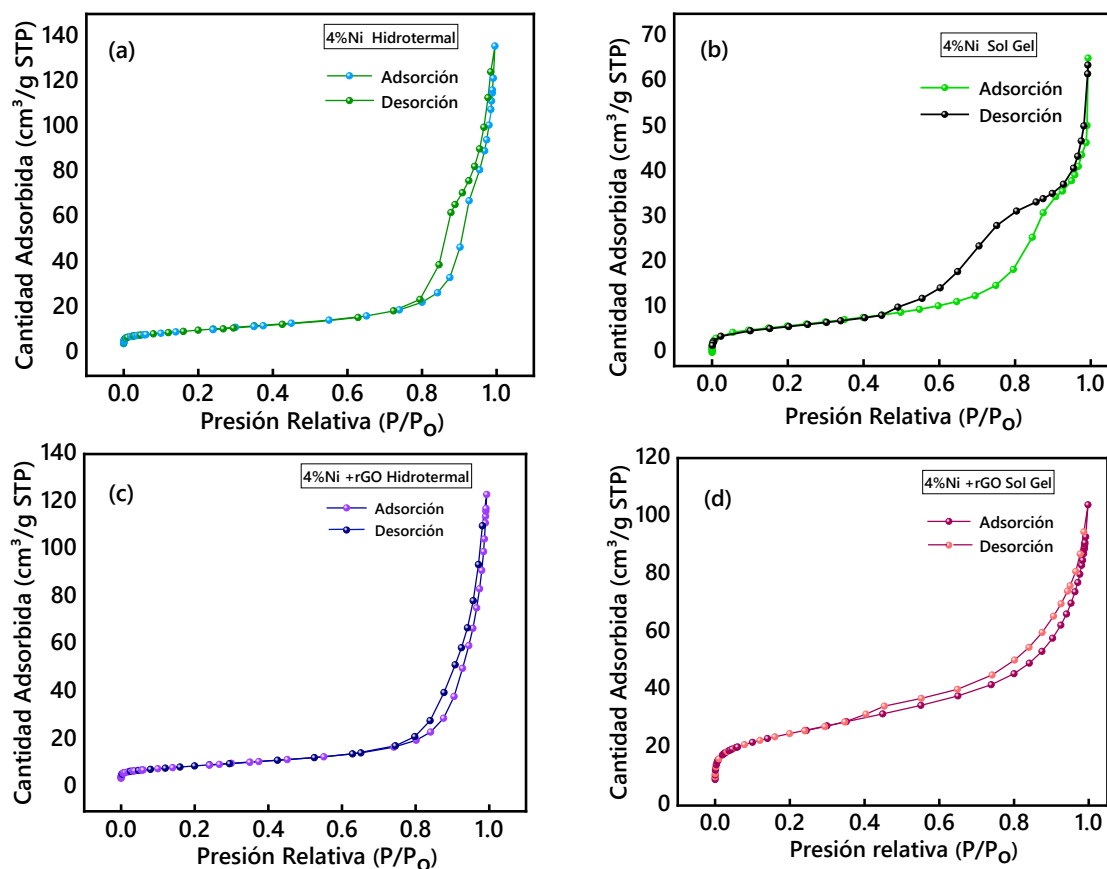 (a)
4%Ni Hidrotermal
Adsorción
Desorción
Cantidad Adsorbida (cm³/g STP)
140
120
100
80
60
40
20
0
0.0 0.2 0.4 0.6 0.8 1.0
Presión Relativa (P/P_O)
(b)
4%Ni Sol Gel
Adsorción
Desorción
Cantidad Adsorbida (cm³/g STP)
70
60
50
40
30
20
10
0
0.0 0.2 0.4 0.6 0.8 1.0
Presión Relativa (P/P_O)
(c)
4%Ni +rGO Hidrotermal
Adsorción
Desorción
Cantidad Adsorbida (cm³/g STP)
140
120
100
80
60
40
20
0
0.0 0.2 0.4 0.6 0.8 1.0
Presión Relativa (P/P_O)
(d)
4%Ni +rGO Sol Gel
Adsorción
Desorción
Cantidad Adsorbida (cm³/g STP)
120
100
80
60
40
20
0
0.0 0.2 0.4 0.6 0.8 1.0
Presión relativa (P/P_O)